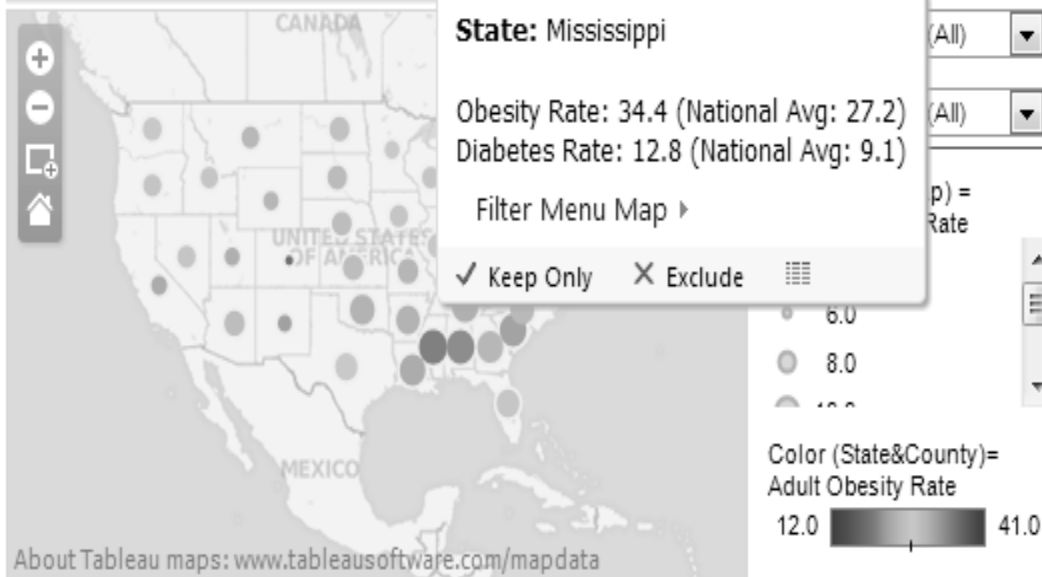 CANADA
State: Mississippi
(All)
Obesity Rate: 34.4 (National Avg: 27.2)
(All)
Diabetes Rate: 12.8 (National Avg: 9.1)
p) =
Rate
Filter Menu Map
UNITED STATES
OF AMERICA
Keep Only Exclude
6.0
8.0
MEXICO
Color (State&County)=
Adult Obesity Rate
12.0 41.0
About Tableau maps: www.tableausoftware.com/mapdata